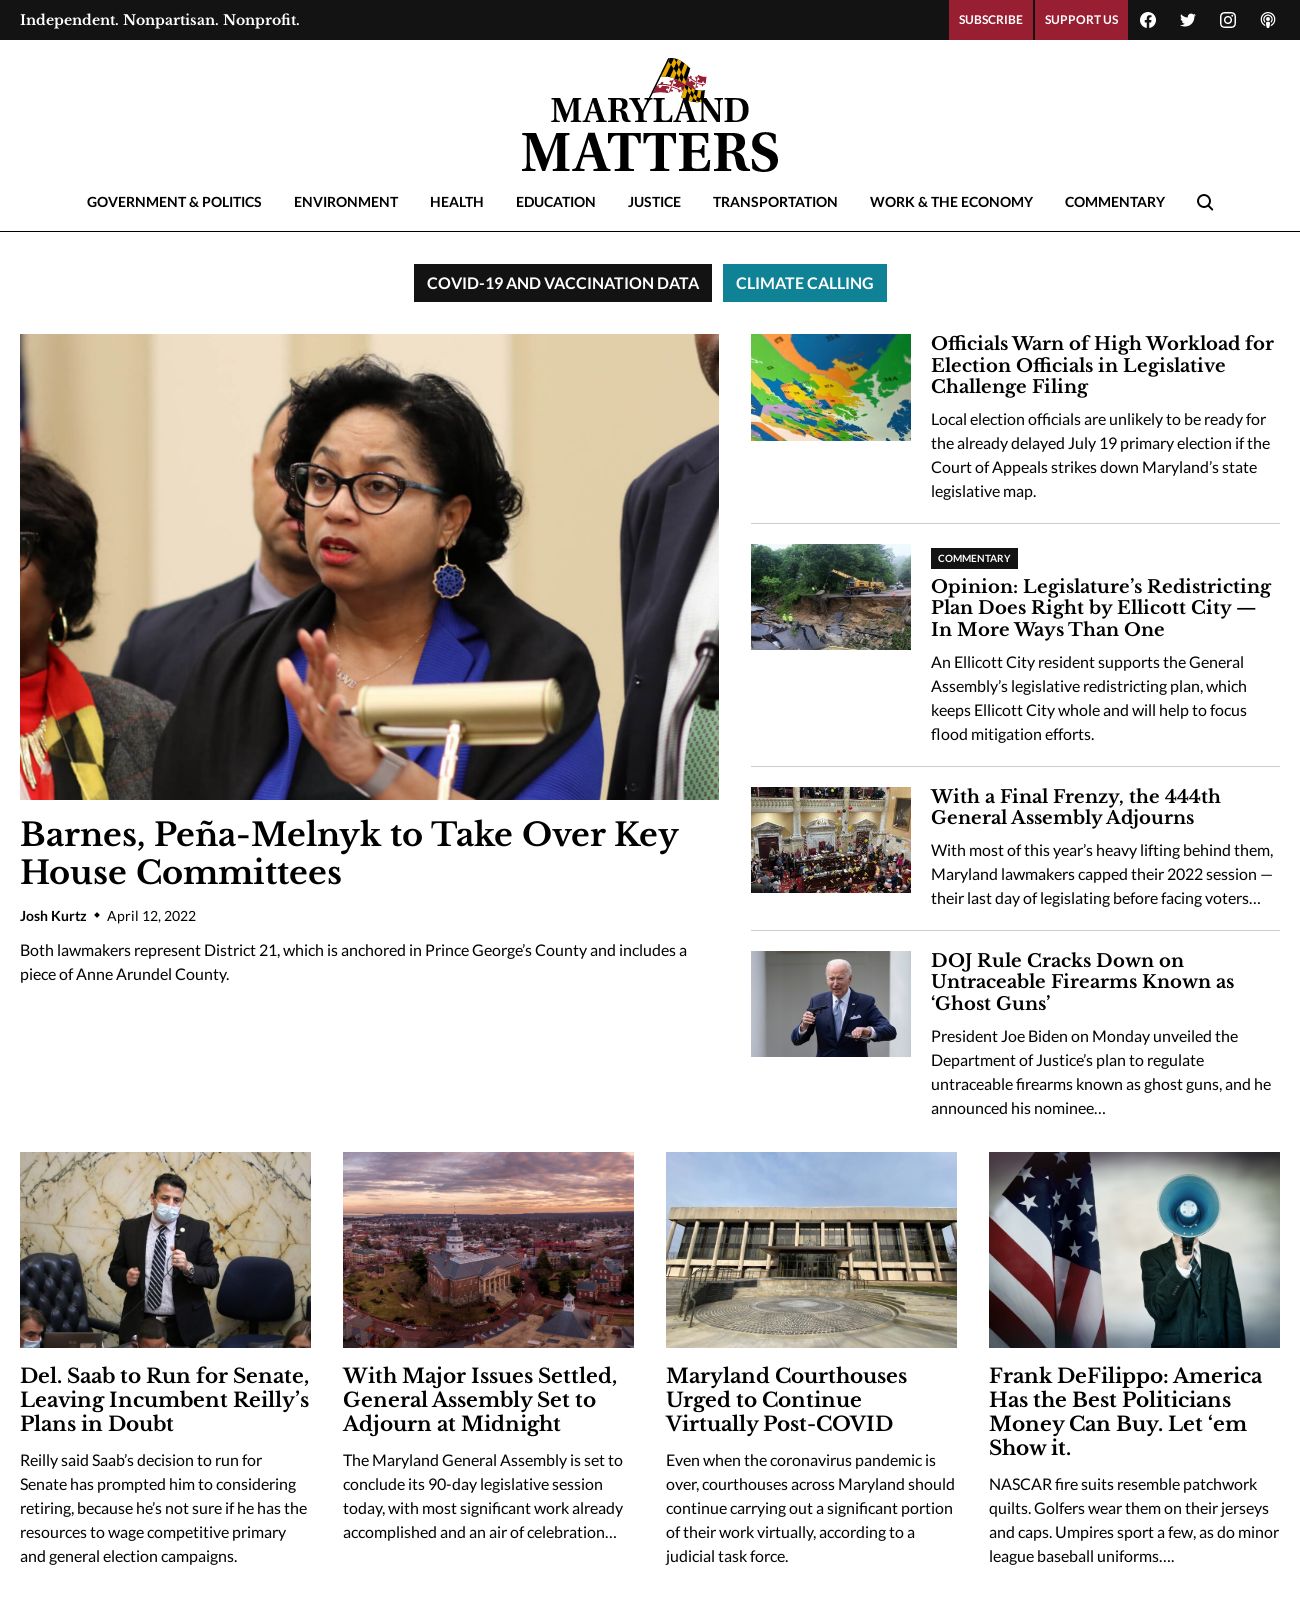 Independent. Nonpartisan. Nonprofit.
SUBSCRIBE
SUPPORT US
MARYLAND
MATTERS
GOVERNMENT & POLITICS
ENVIRONMENT
HEALTH
EDUCATION
JUSTICE
TRANSPORTATION
WORK & THE ECONOMY
COMMENTARY
COVID-19 AND VACCINATION DATA
CLIMATE CALLING
Barnes, Peña-Melnyk to Take Over Key
House Committees
Josh Kurtz ◆ April 12, 2022
Both lawmakers represent District 21, which is anchored in Prince George’s County and includes a
piece of Anne Arundel County.
Officials Warn of High Workload for
Election Officials in Legislative
Challenge Filing
Local election officials are unlikely to be ready for
the already delayed July 19 primary election if the
Court of Appeals strikes down Maryland’s state
legislative map.
COMMENTARY
Opinion: Legislature’s Redistricting
Plan Does Right by Ellicott City —
In More Ways Than One
An Ellicott City resident supports the General
Assembly’s legislative redistricting plan, which
keeps Ellicott City whole and will help to focus
flood mitigation efforts.
With a Final Frenzy, the 444th
General Assembly Adjourns
With most of this year’s heavy lifting behind them,
Maryland lawmakers capped their 2022 session —
their last day of legislating before facing voters…
DOJ Rule Cracks Down on
Untraceable Firearms Known as
‘Ghost Guns’
President Joe Biden on Monday unveiled the
Department of Justice’s plan to regulate
untraceable firearms known as ghost guns, and he
announced his nominee…
Del. Saab to Run for Senate,
Leaving Incumbent Reilly’s
Plans in Doubt
Reilly said Saab’s decision to run for
Senate has prompted him to considering
retiring, because he’s not sure if he has the
resources to wage competitive primary
and general election campaigns.
With Major Issues Settled,
General Assembly Set to
Adjourn at Midnight
The Maryland General Assembly is set to
conclude its 90-day legislative session
today, with most significant work already
accomplished and an air of celebration…
Maryland Courthouses
Urged to Continue
Virtually Post-COVID
Even when the coronavirus pandemic is
over, courthouses across Maryland should
continue carrying out a significant portion
of their work virtually, according to a
judicial task force.
Frank DeFilippo: America
Has the Best Politicians
Money Can Buy. Let ‘em
Show it.
NASCAR fire suits resemble patchwork
quilts. Golfers wear them on their jerseys
and caps. Umpires sport a few, as do minor
league baseball uniforms….